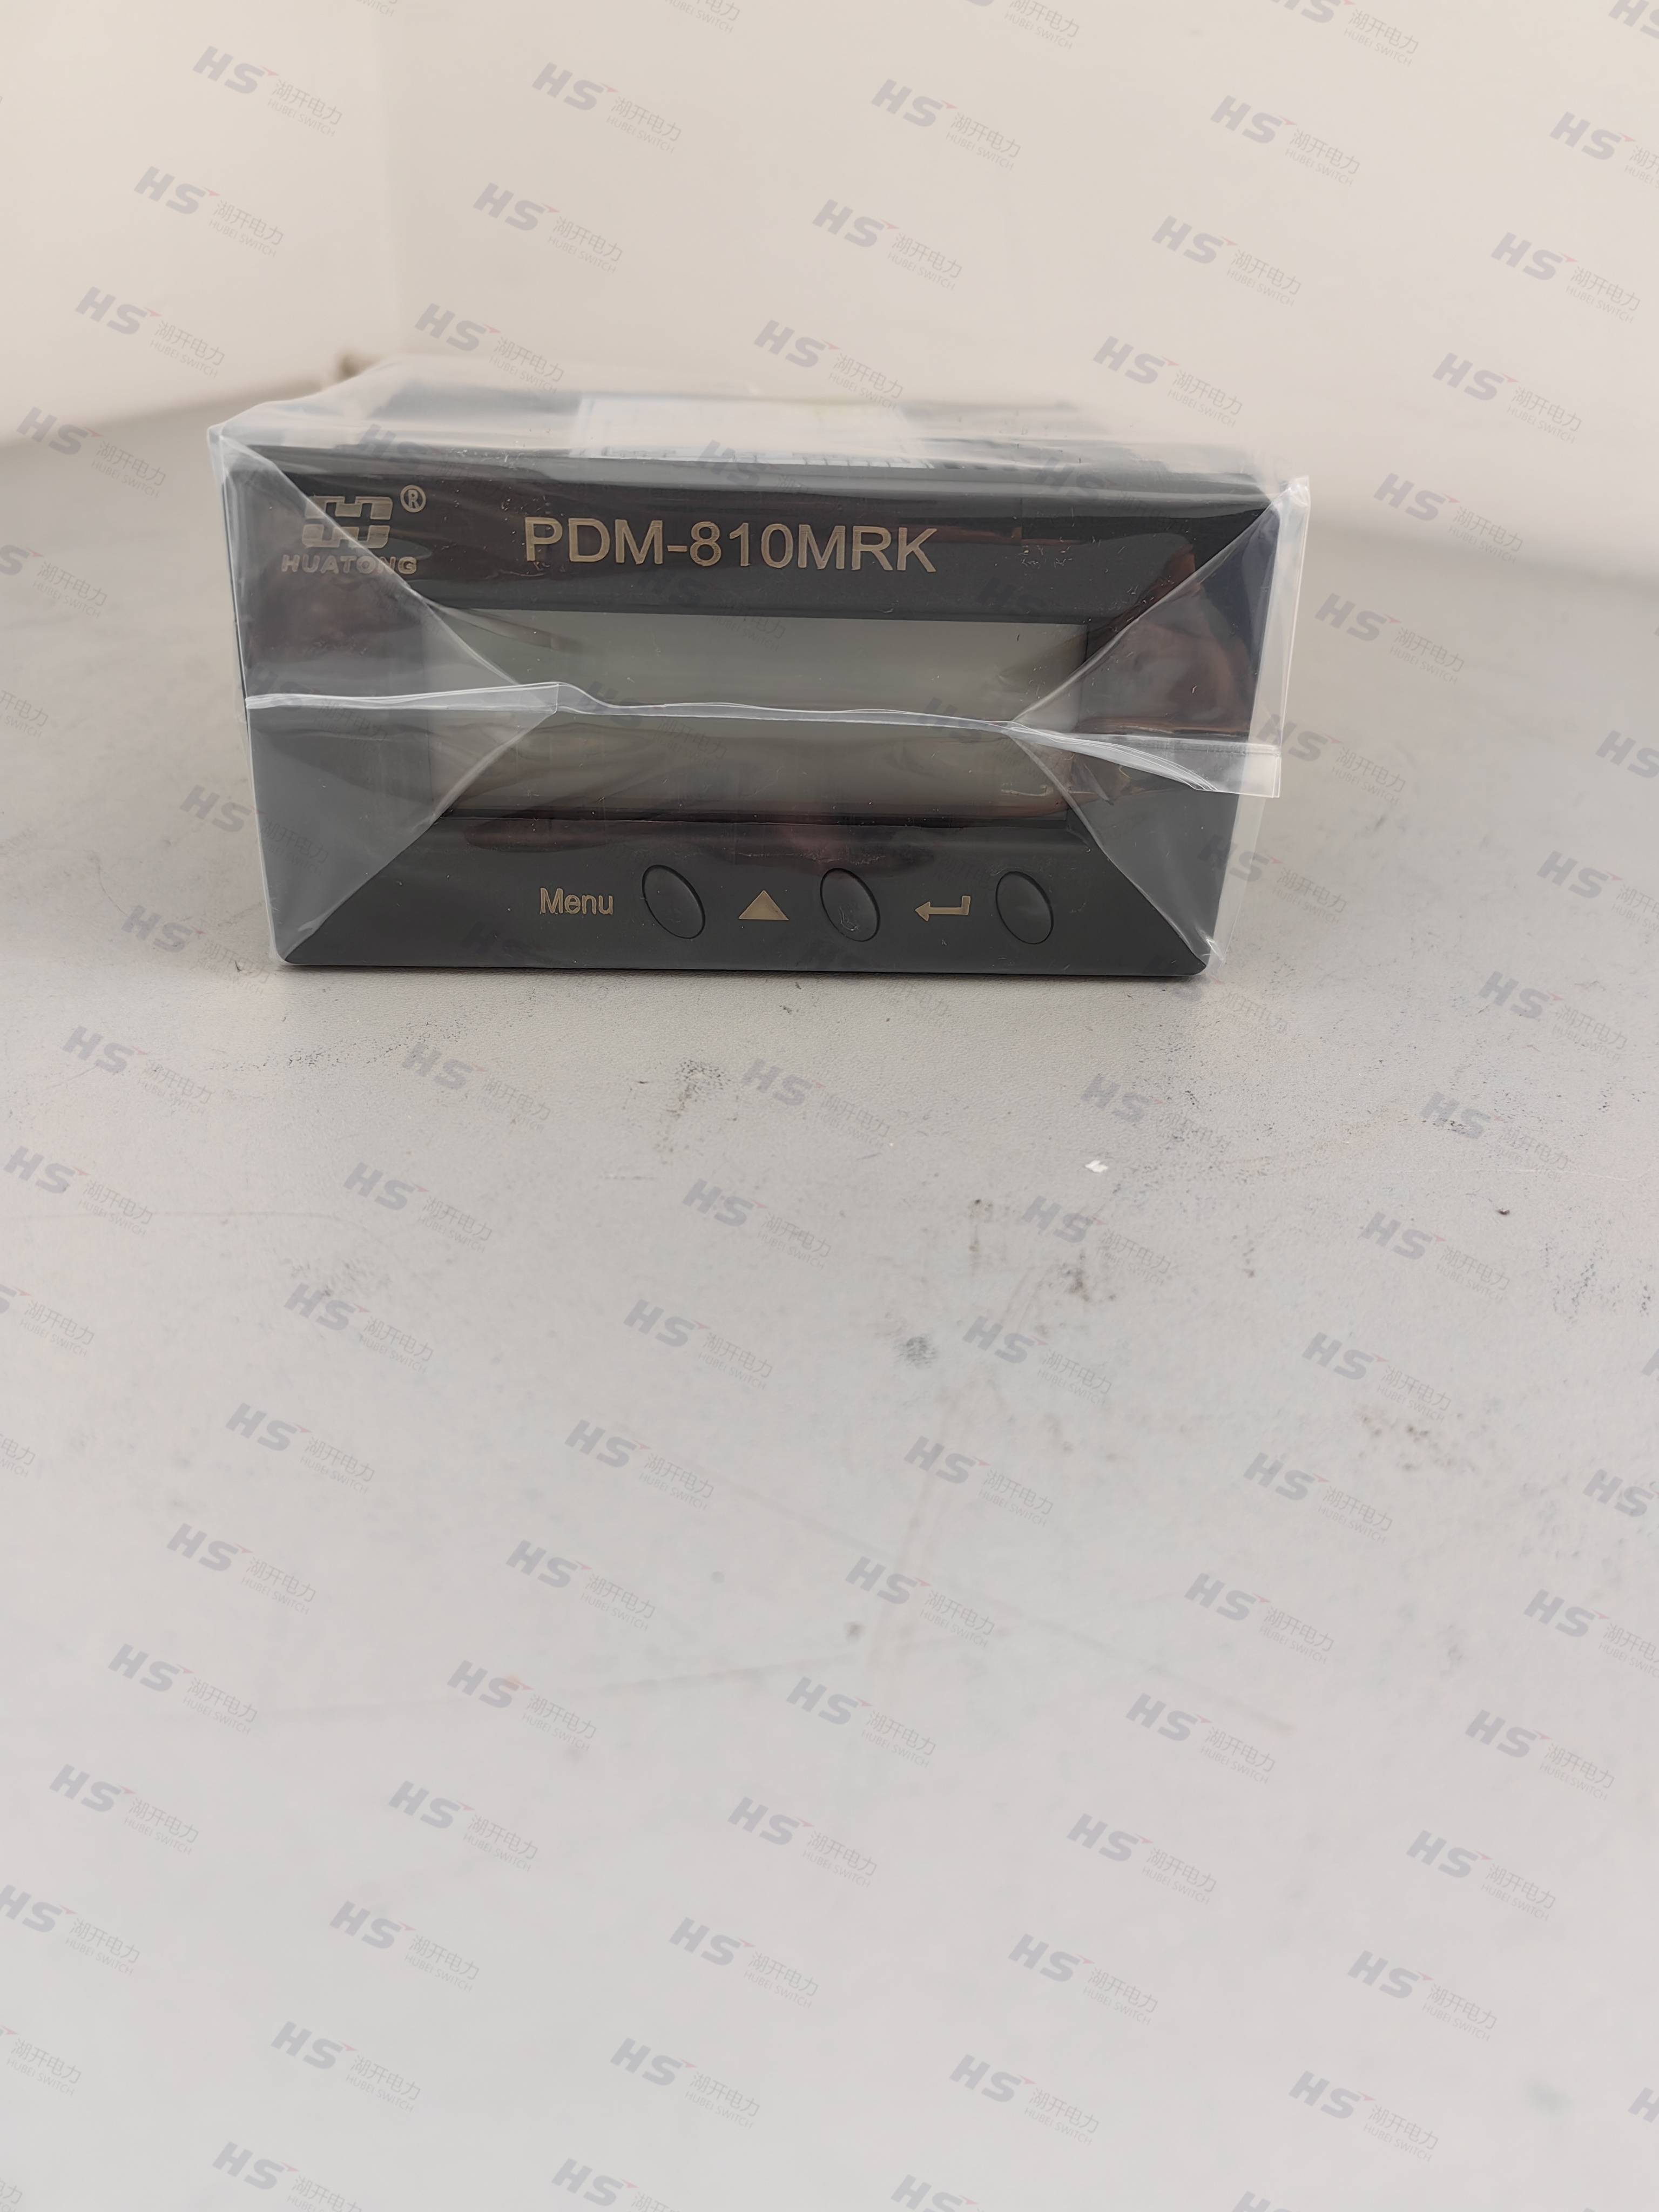 HUATONG ®
PDM-810MRK
Menu
HS 湖开电力
HUBEI SWITCH